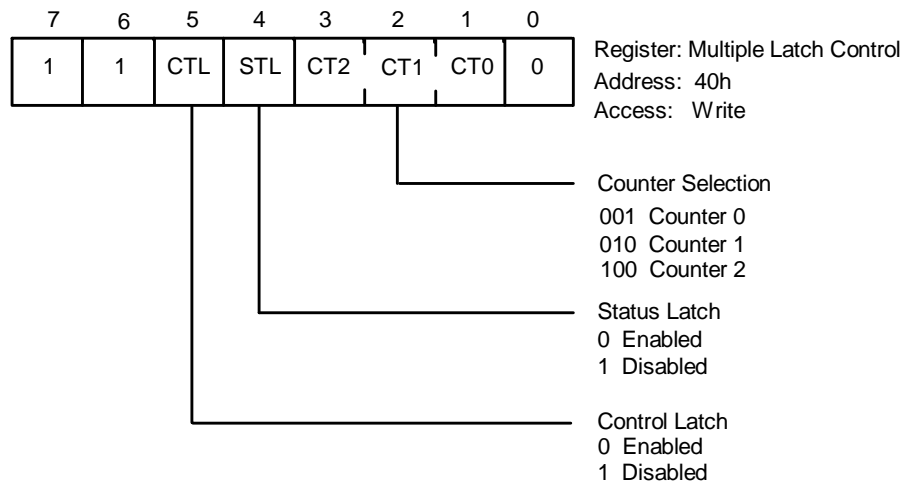 7 6 5 4 3 2 1 0
1 1 CTL STL CT2 CT1 CT0 0
Register: Multiple Latch Control
Address: 40h
Access: Write
Counter Selection
001 Counter 0
010 Counter 1
100 Counter 2
Status Latch
0 Enabled
1 Disabled
Control Latch
0 Enabled
1 Disabled